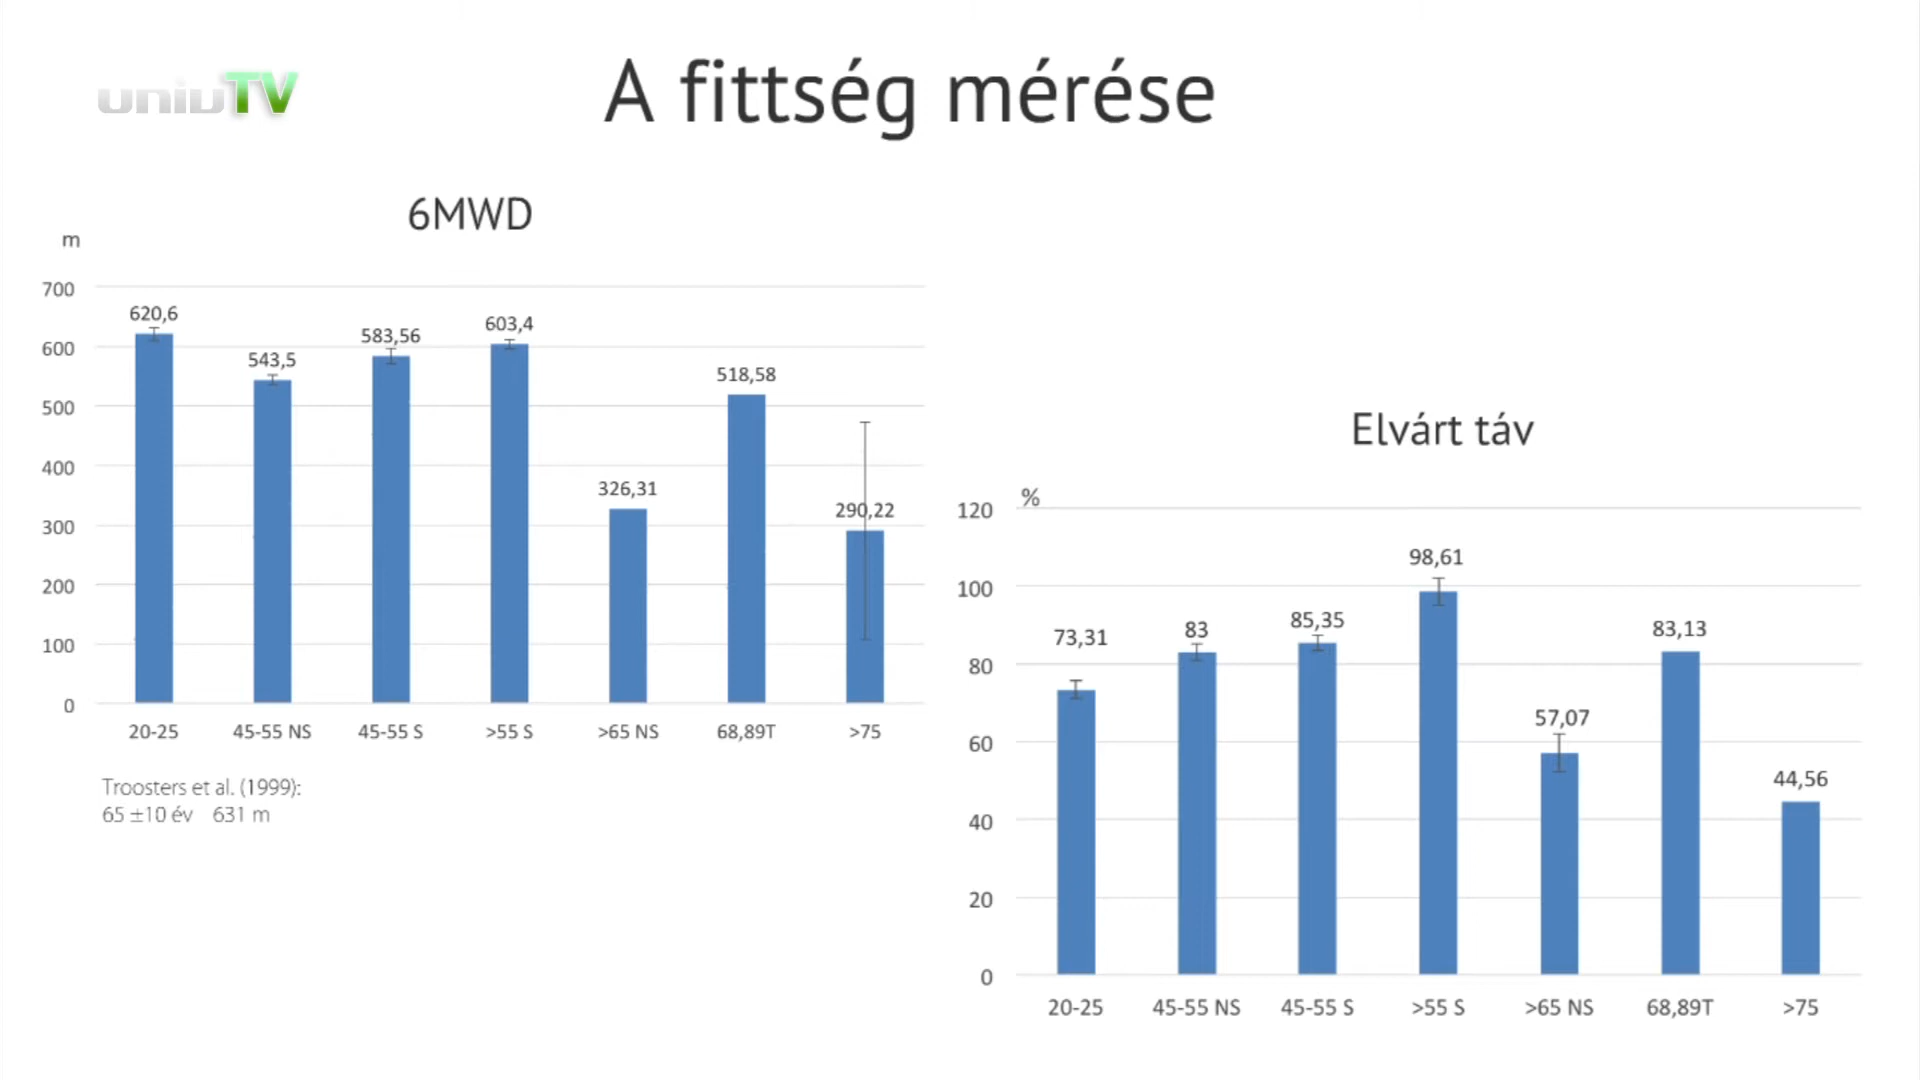 univTV
A fittség mérése
6MWD
m
700
600
500
400
300
200
100
0
620,6
543,5
583,56
603,4
326,31
518,58
290,22
20-25
45-55 NS
45-55 S
>55 S
>65 NS
68,89T
>75
Troosters et al. (1999):
65 ±10 év 631 m
Elvárt táv
%
120
100
80
60
40
20
0
73,31
83
85,35
98,61
57,07
83,13
44,56
20-25
45-55 NS
45-55 S
>55 S
>65 NS
68,89T
>75